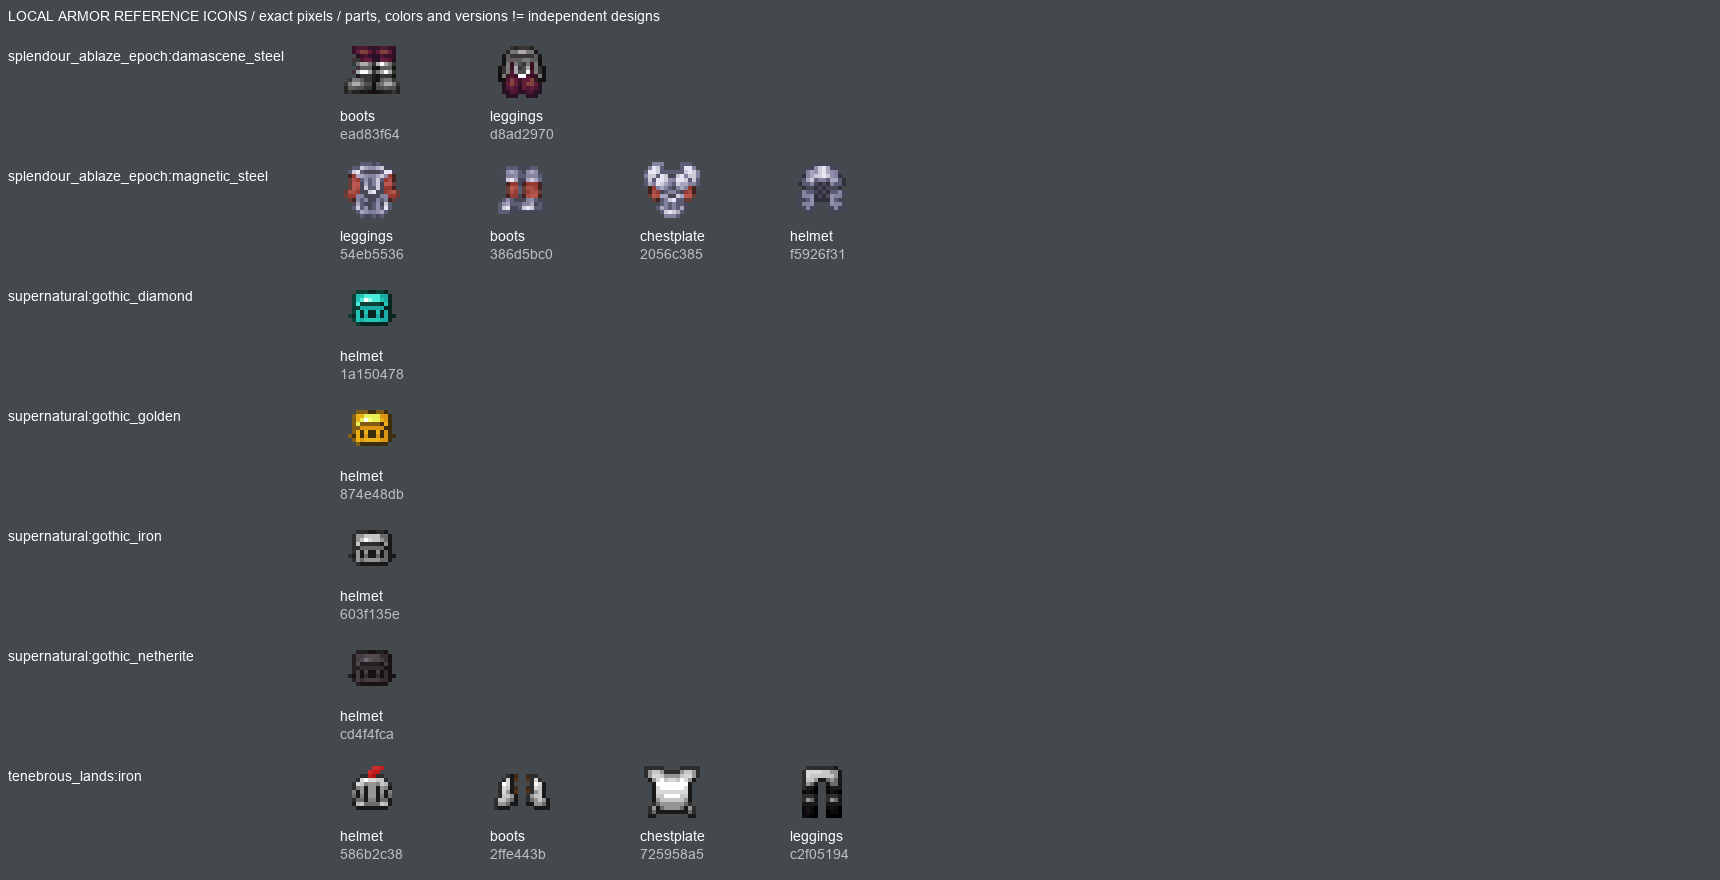 LOCAL ARMOR REFERENCE ICONS / exact pixels / parts, colors and versions != independent designs
splendour_ablaze_epoch:damascene_steel
boots leggings
ead83f64 d8ad2970
splendour_ablaze_epoch:magnetic_steel
leggings boots chestplate helmet
54eb5536 386d5bc0 2056c385 f5926f31
supernatural:gothic_diamond
helmet
1a150478
supernatural:gothic_golden
helmet
874e48db
supernatural:gothic_iron
helmet
603f135e
supernatural:gothic_netherite
helmet
cd4f4fca
tenebrous_lands:iron
helmet boots chestplate leggings
586b2c38 2ffe443b 725958a5 c2f05194